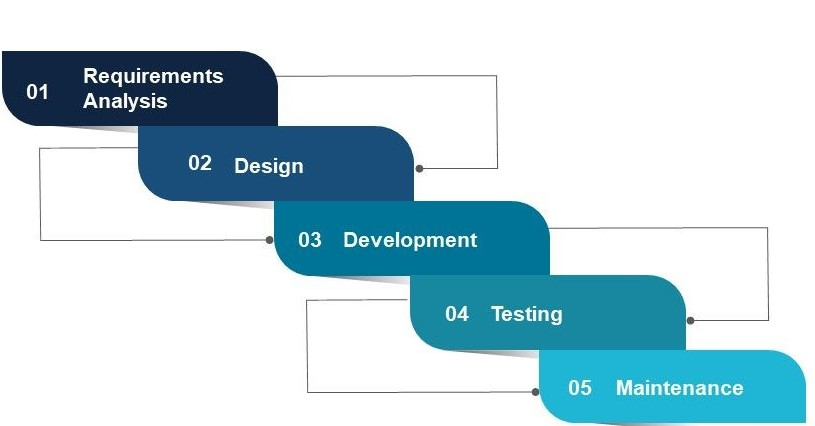 01 Requirements
Analysis
02 Design
03 Development
04 Testing
05 Maintenance